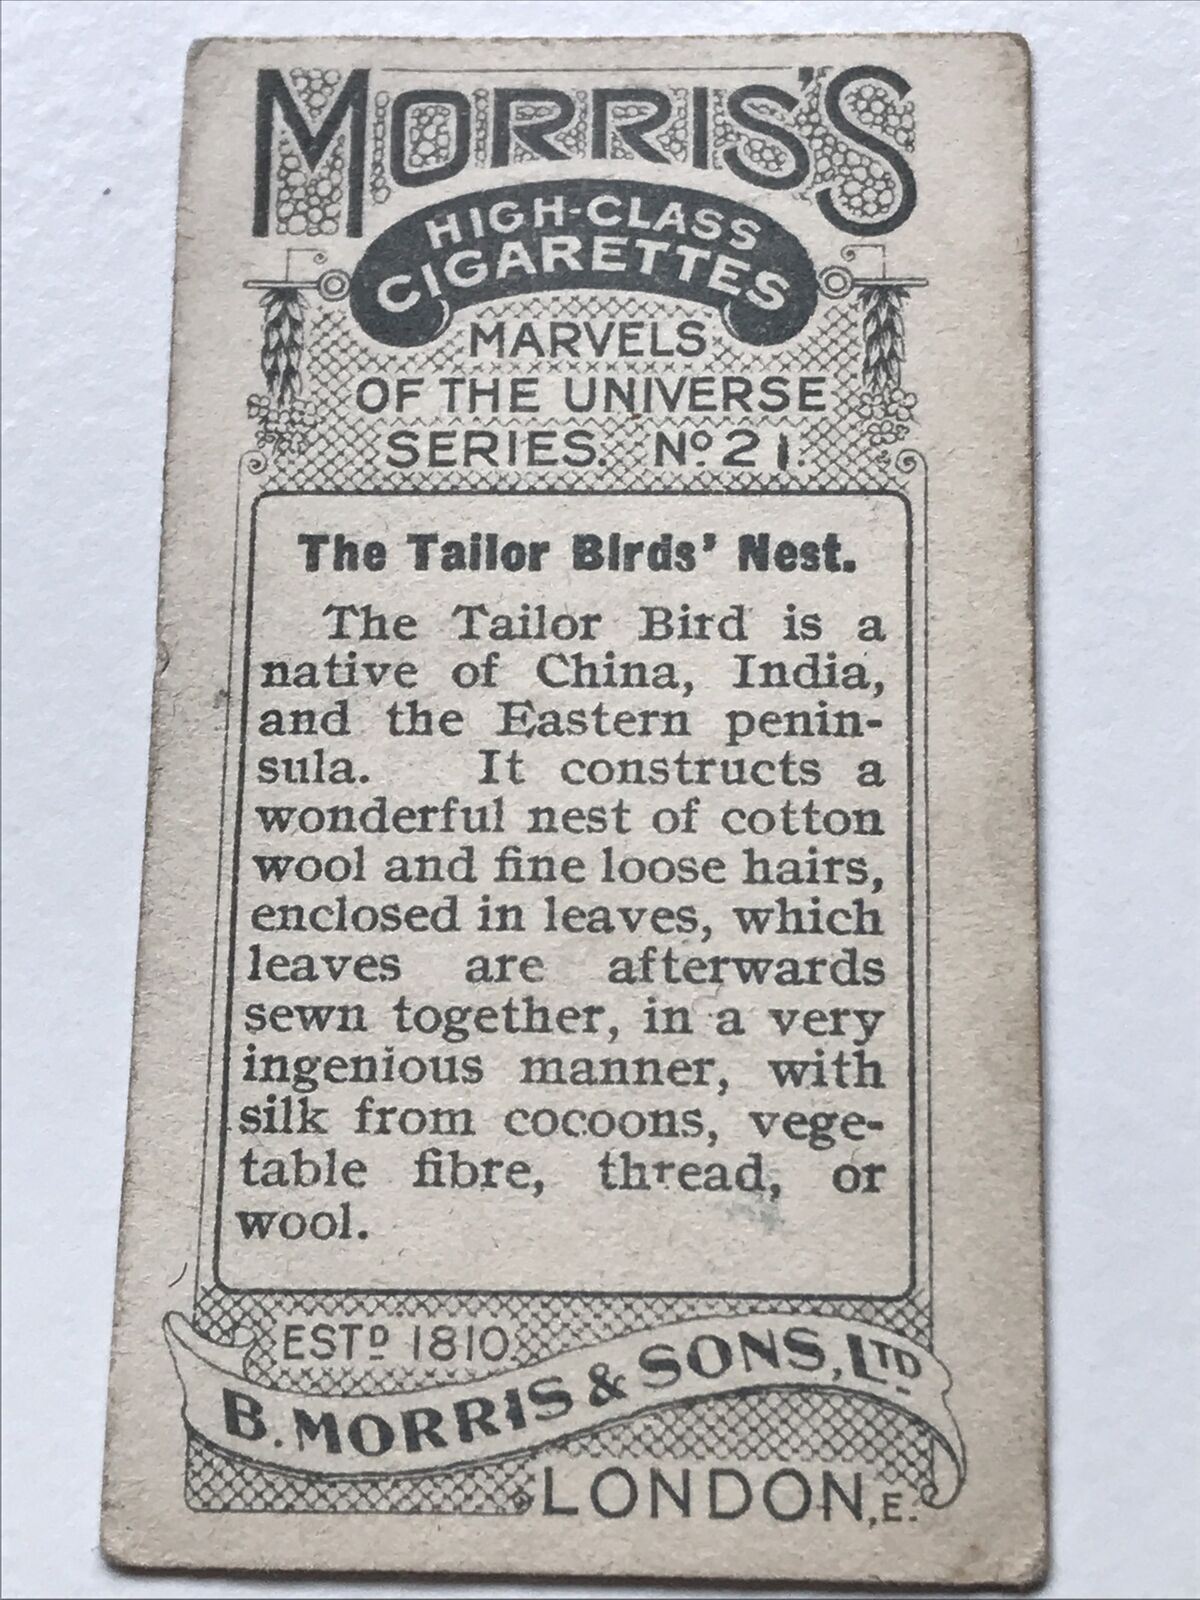 MORRIS'S
HIGH-CLASS
CIGARETTES
MARVELS
OF THE UNIVERSE
SERIES. Nº 21.
The Tailor Birds' Nest.
The Tailor Bird is a
native of China, India,
and the Eastern penin-
sula. It constructs a
wonderful nest of cotton
wool and fine loose hairs,
enclosed in leaves, which
leaves are afterwards
sewn together, in a very
ingenious manner, with
silk from cocoons, vege-
table fibre, thread, or
wool.
ESTD 1810.
B. MORRIS & SONS, LTD
LONDON, E.